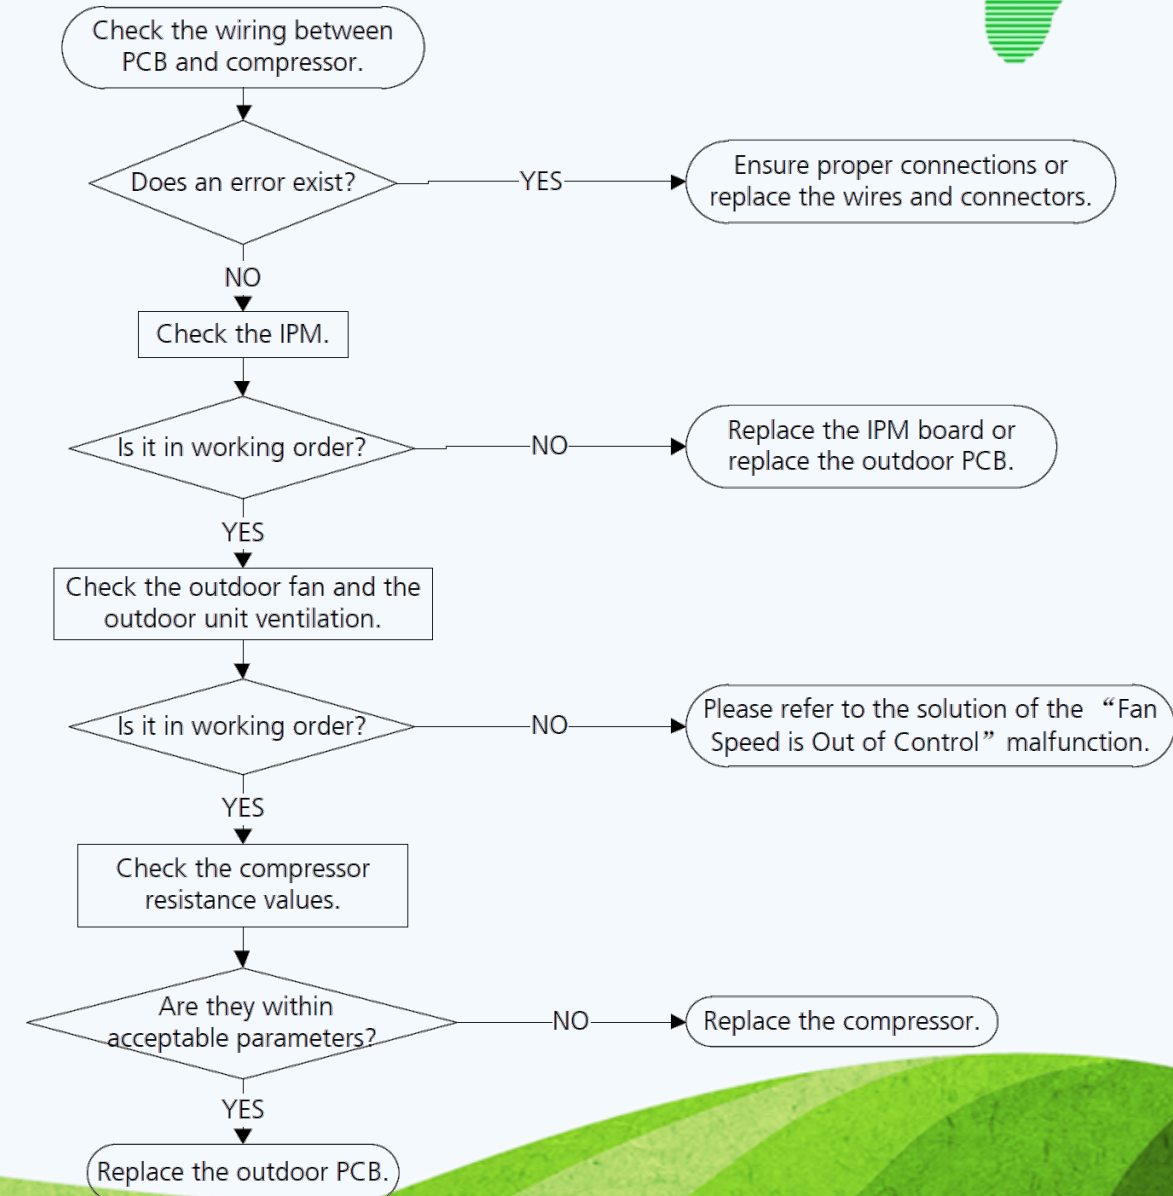 Check the wiring between
PCB and compressor.
Does an error exist?
YES
Ensure proper connections or
replace the wires and connectors.
NO
Check the IPM.
Is it in working order?
NO
Replace the IPM board or
replace the outdoor PCB.
YES
Check the outdoor fan and the
outdoor unit ventilation.
Is it in working order?
NO
Please refer to the solution of the “Fan
Speed is Out of Control” malfunction.
YES
Check the compressor
resistance values.
Are they within
acceptable parameters?
NO
Replace the compressor.
YES
Replace the outdoor PCB.